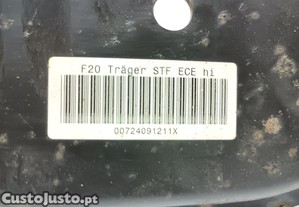 F20 Träger STF ECE hi
00724091211X
CustoJusto.pt